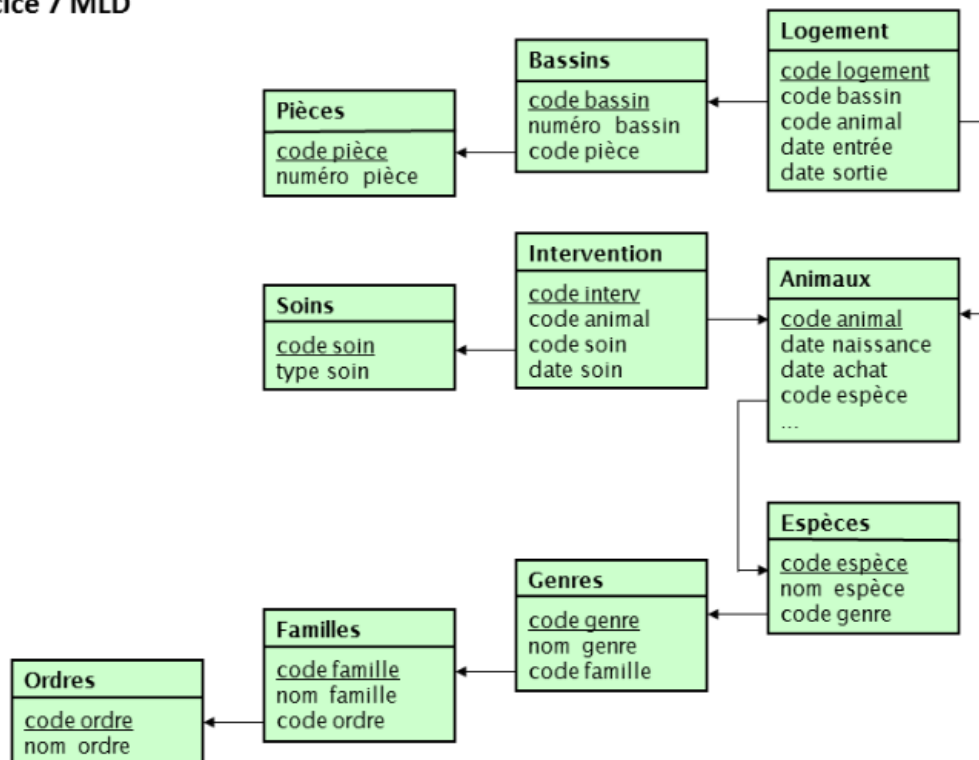 cice 7 MLD
Logement
code logement
code bassin
code animal
date entrée
date sortie
Bassins
code bassin
numéro bassin
code pièce
Pièces
code pièce
numéro pièce
Intervention
code interv
code animal
code soin
date soin
Soins
code soin
type soin
Animaux
code animal
date naissance
date achat
code espèce
...
Espèces
code espèce
nom espèce
code genre
Genres
code genre
nom genre
code famille
Familles
code famille
nom famille
code ordre
Ordres
code ordre
nom ordre